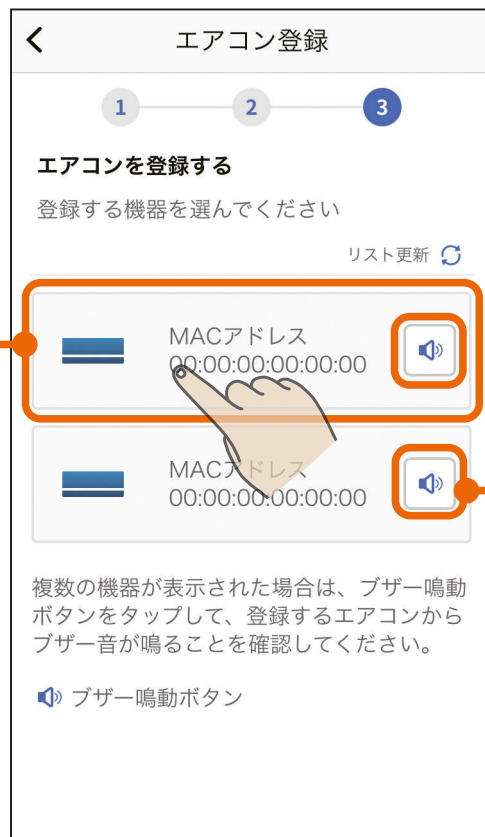 エアコン登録
1 2 3
エアコンを登録する
登録する機器を選んでください
リスト更新
MACアドレス
00:00:00:00:00:00
MACアドレス
00:00:00:00:00:00
複数の機器が表示された場合は、ブザー鳴動
ボタンをタップして、登録するエアコンから
ブザー音が鳴ることを確認してください。
ブザー鳴動ボタン